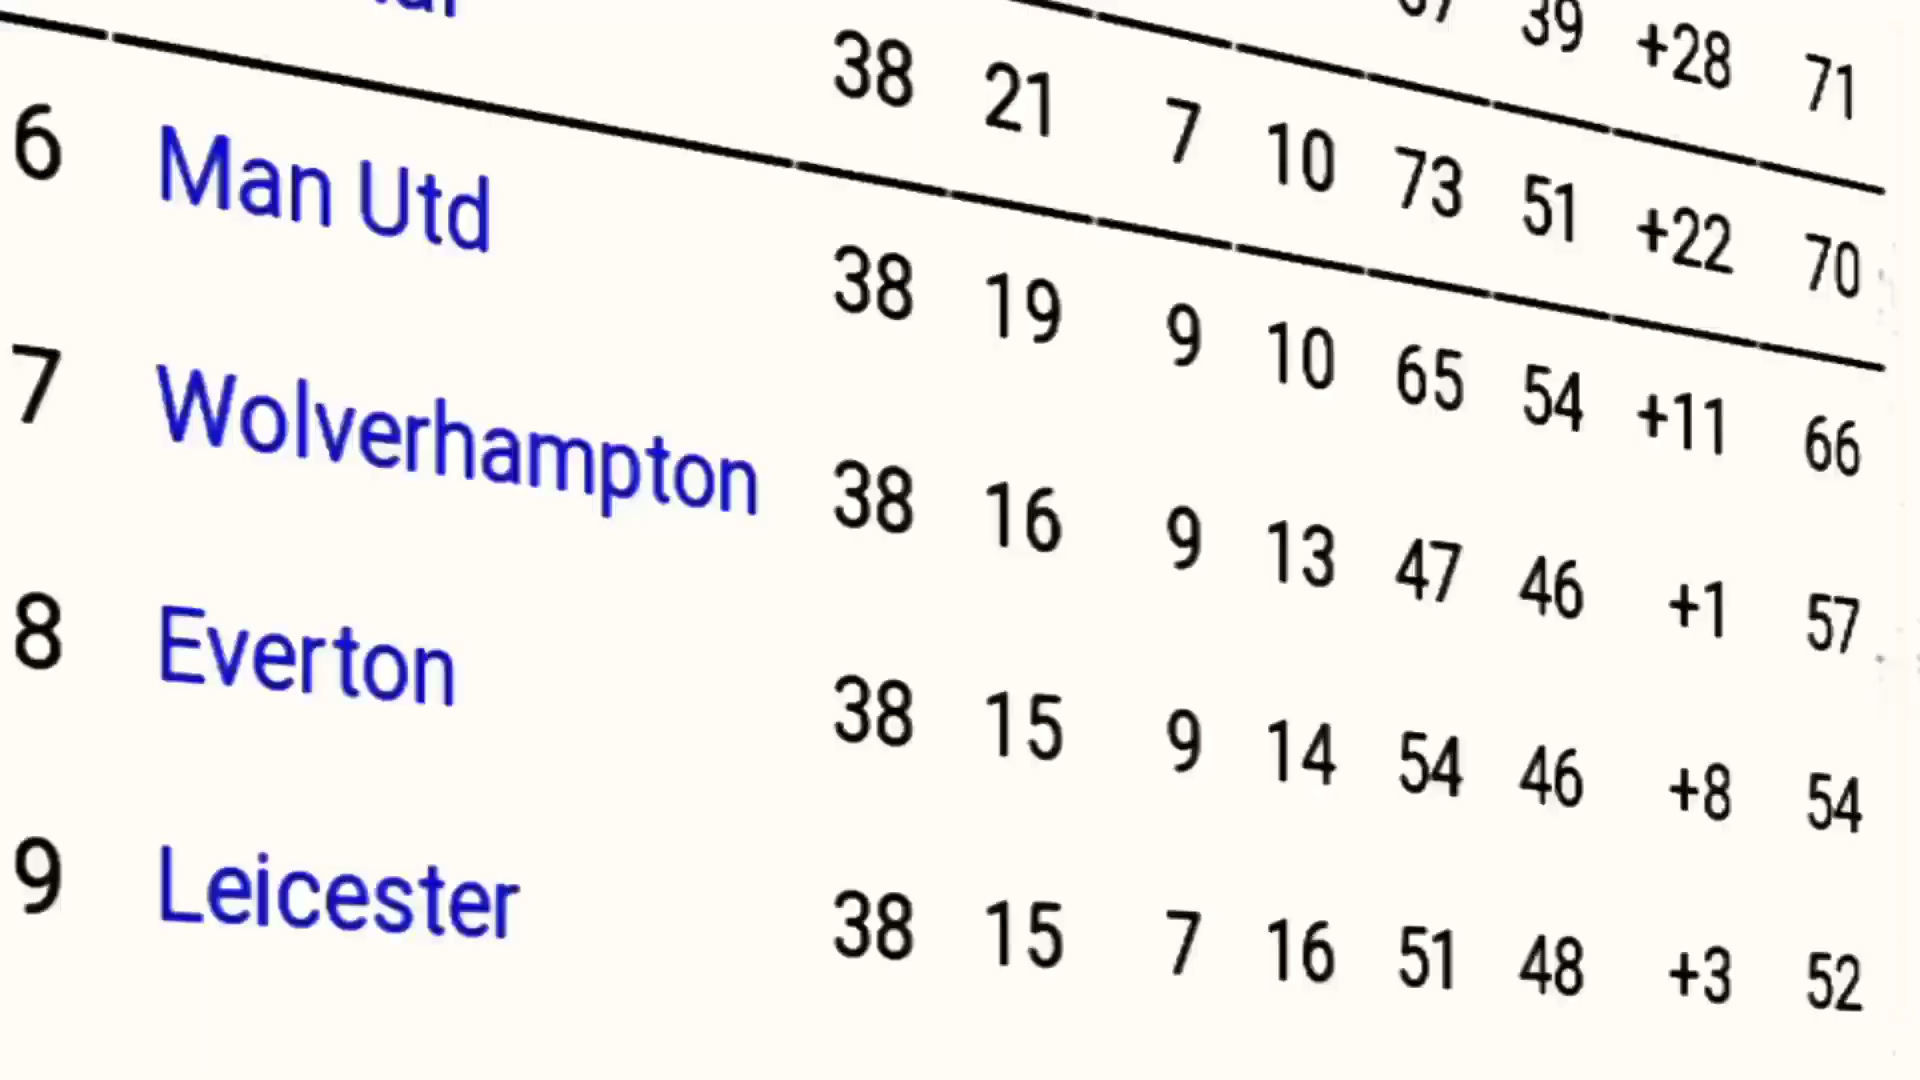 39 +28 71
38 21 7 10 73 51 +22 70
6 Man Utd 38 19 9 10 65 54 +11 66
7 Wolverhampton 38 16 9 13 47 46 +1 57
8 Everton 38 15 9 14 54 46 +8 54
9 Leicester 38 15 7 16 51 48 +3 52